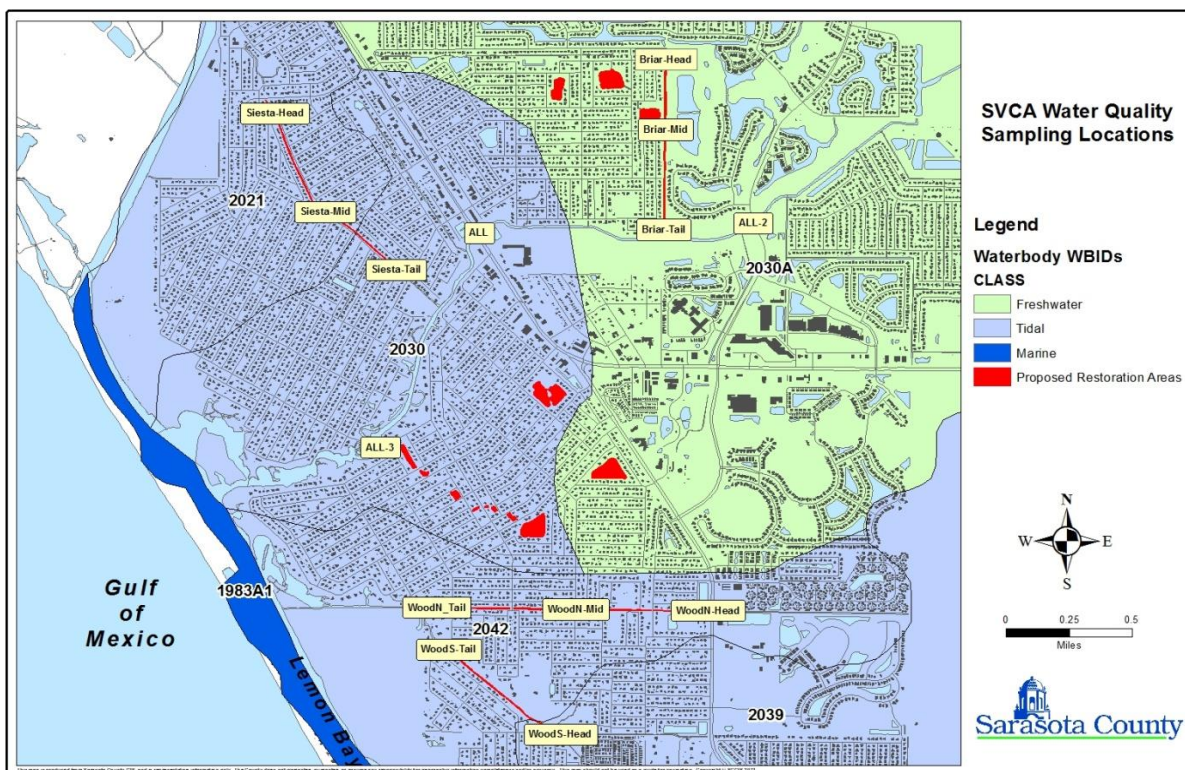 SVCA Water Quality
Sampling Locations
Legend
Waterbody WBIDs
CLASS
Freshwater
Tidal
Marine
Proposed Restoration Areas
N
W
E
S
0
0.25
0.5
Miles
Sarasota County
Briar-Head
Siesta-Head
Briar-Mid
2021
Siesta-Mid
ALL
Briar-Tail
ALL-2
Siesta-Tail
2030A
2030
ALL-3
1983A1
Gulf
of
Mexico
Lemon Bay
WoodN_Tail
WoodN-Mid
WoodN-Head
2042
WoodS-Tail
WoodS-Head
2039